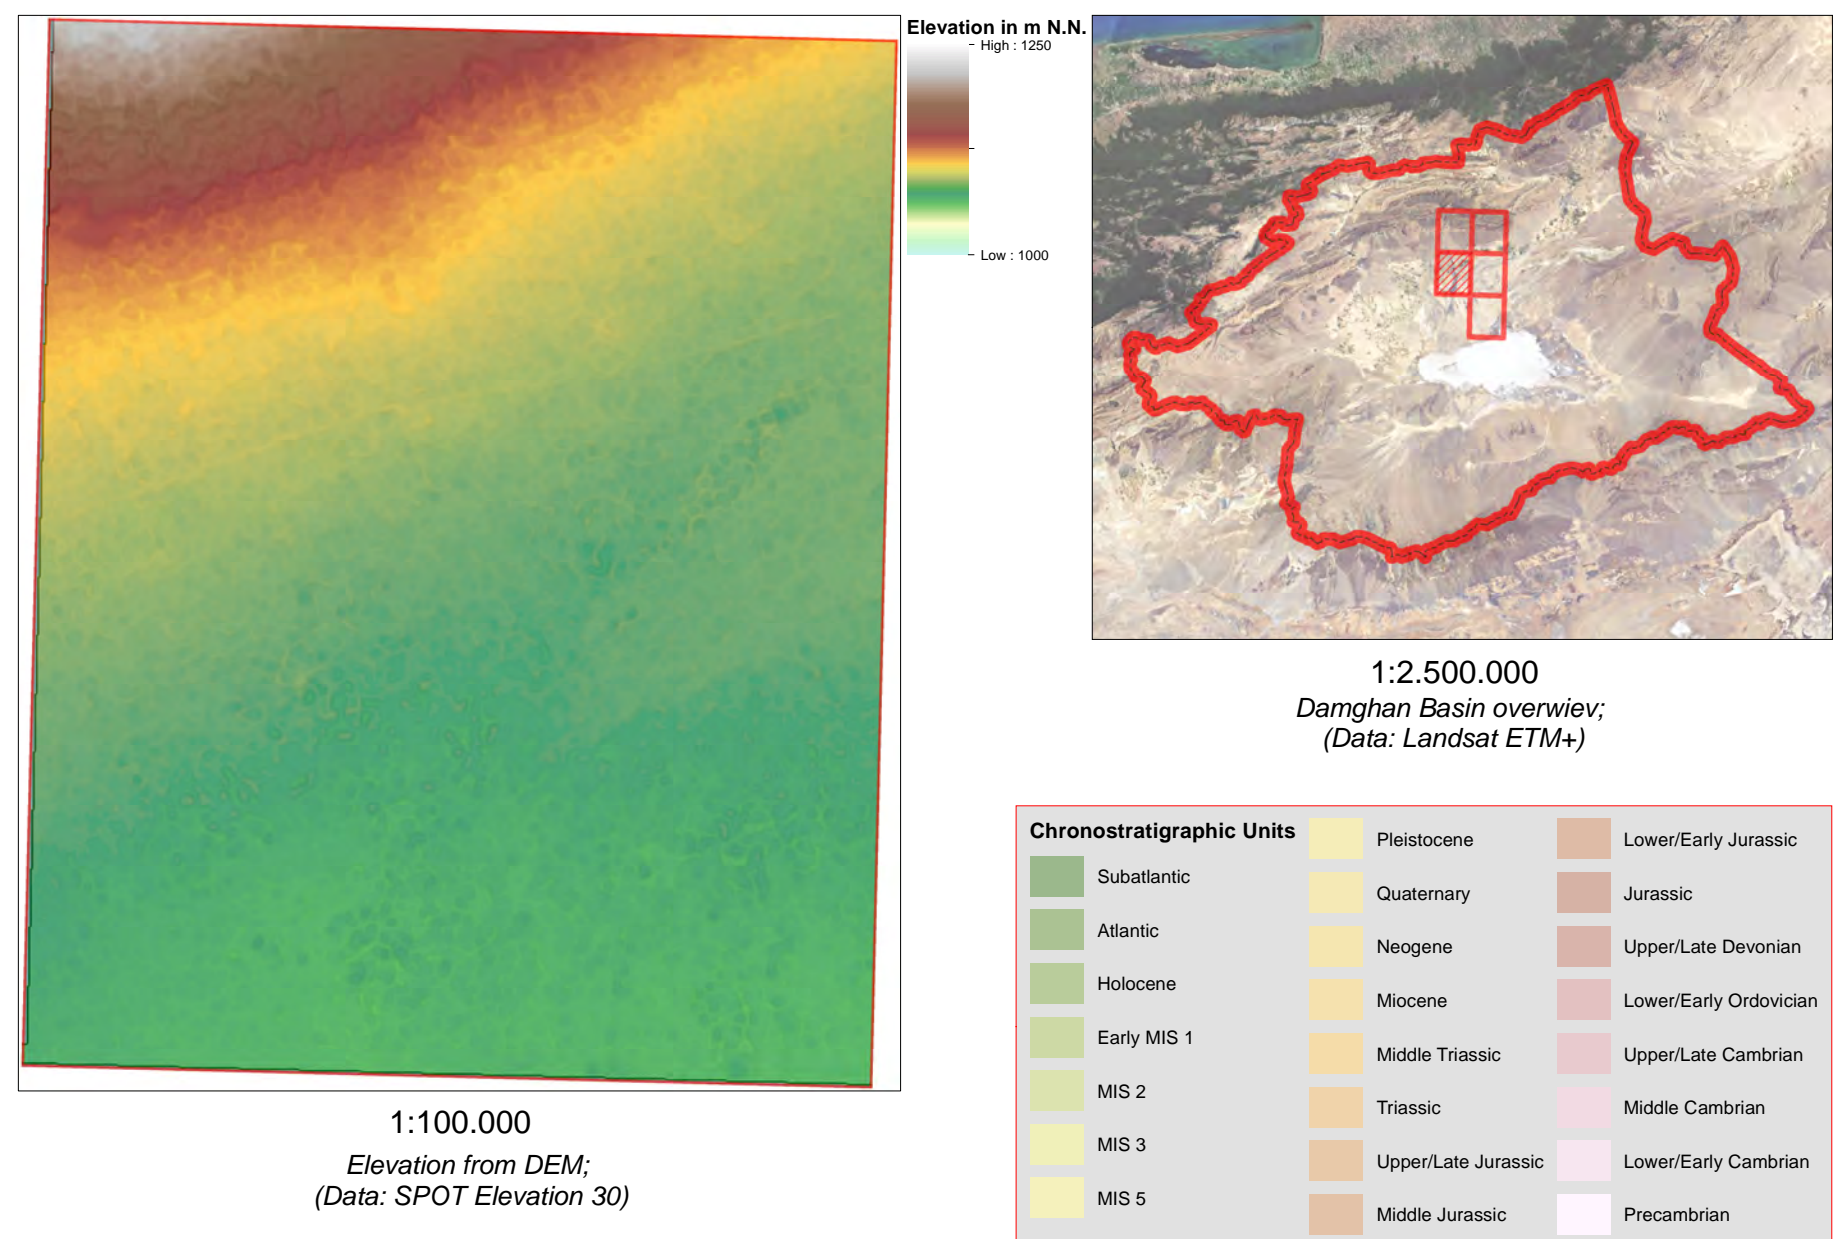 Elevation in m N.N.
High : 1250
Low : 1000
1:100.000
Elevation from DEM;
(Data: SPOT Elevation 30)
1:2.500.000
Damghan Basin overwiev;
(Data: Landsat ETM+)
Chronostratigraphic Units
Subatlantic
Atlantic
Holocene
Early MIS 1
MIS 2
MIS 3
MIS 5
Pleistocene
Quaternary
Neogene
Miocene
Middle Triassic
Triassic
Upper/Late Jurassic
Middle Jurassic
Lower/Early Jurassic
Jurassic
Upper/Late Devonian
Lower/Early Ordovician
Upper/Late Cambrian
Middle Cambrian
Lower/Early Cambrian
Precambrian